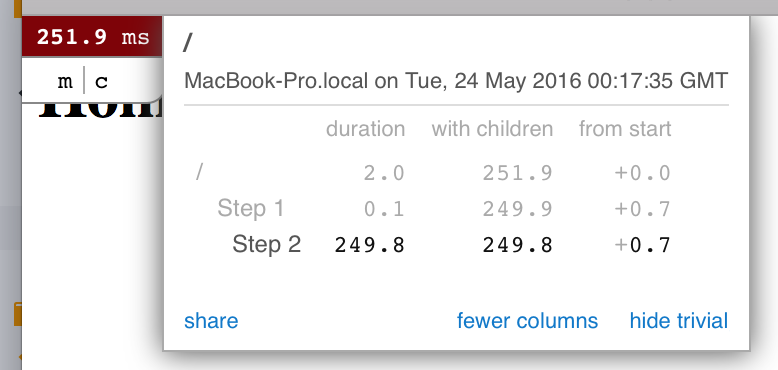 251.9 ms
m c
/
MacBook-Pro.local on Tue, 24 May 2016 00:17:35 GMT
duration with children from start
/ 2.0 251.9 +0.0
Step 1 0.1 249.9 +0.7
Step 2 249.8 249.8 +0.7
share fewer columns hide trivial